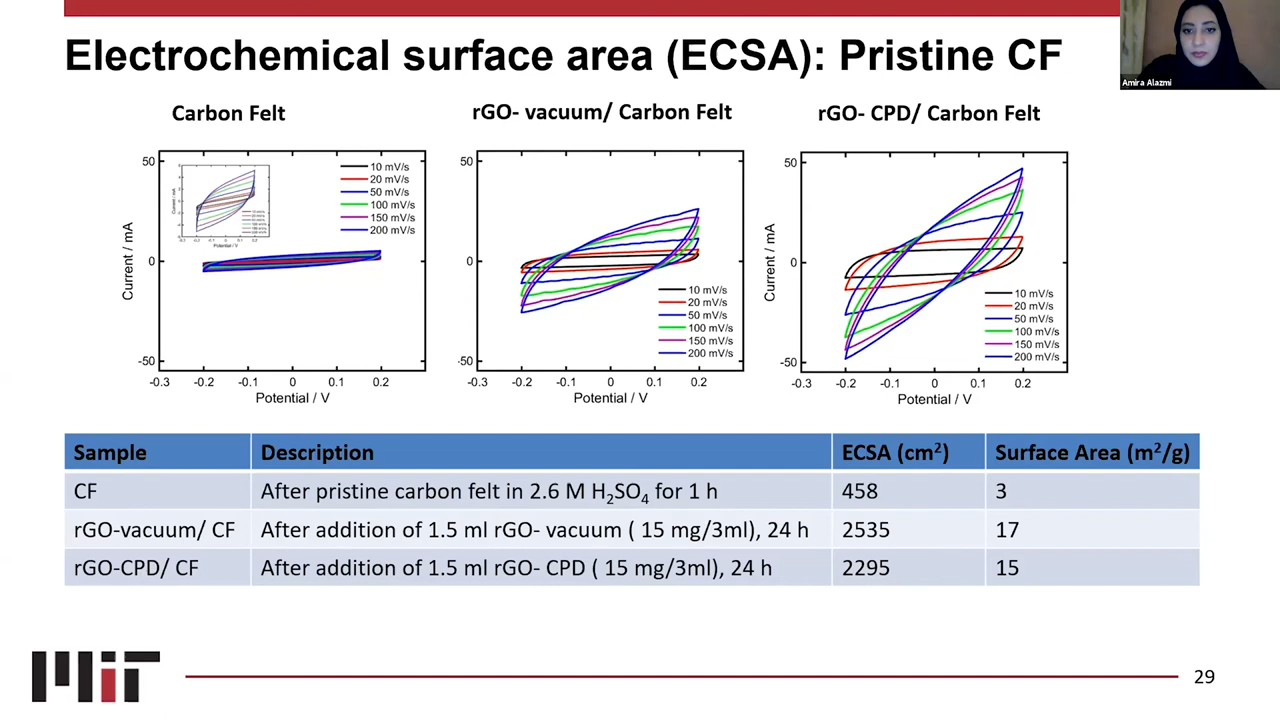 Electrochemical surface area (ECSA): Pristine CF
Amira Alazmi
Carbon Felt
rGO- vacuum/ Carbon Felt
rGO- CPD/ Carbon Felt
50
0
-50
Current / mA
-0.3 -0.2 -0.1 0 0.1 0.2
Potential / V
10 mV/s
20 mV/s
50 mV/s
100 mV/s
150 mV/s
200 mV/s
50
0
-50
-0.3 -0.2 -0.1 0 0.1 0.2
Potential / V
10 mV/s
20 mV/s
50 mV/s
100 mV/s
150 mV/s
200 mV/s
50
0
-50
Current / mA
-0.3 -0.2 -0.1 0 0.1 0.2
Potential / V
10 mV/s
20 mV/s
50 mV/s
100 mV/s
150 mV/s
200 mV/s
Sample Description ECSA (cm²) Surface Area (m²/g)
CF After pristine carbon felt in 2.6 M H₂SO₄ for 1 h 458 3
rGO-vacuum/ CF After addition of 1.5 ml rGO- vacuum ( 15 mg/3ml), 24 h 2535 17
rGO-CPD/ CF After addition of 1.5 ml rGO- CPD ( 15 mg/3ml), 24 h 2295 15
MIT
29